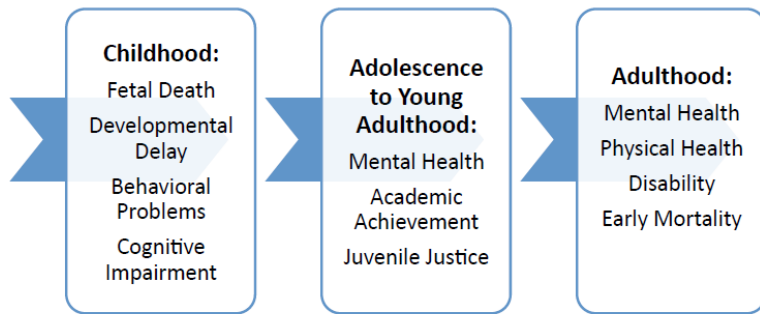 Childhood:
Fetal Death
Developmental
Delay
Behavioral
Problems
Cognitive
Impairment
Adolescence
to Young
Adulthood:
Mental Health
Academic
Achievement
Juvenile Justice
Adulthood:
Mental Health
Physical Health
Disability
Early Mortality